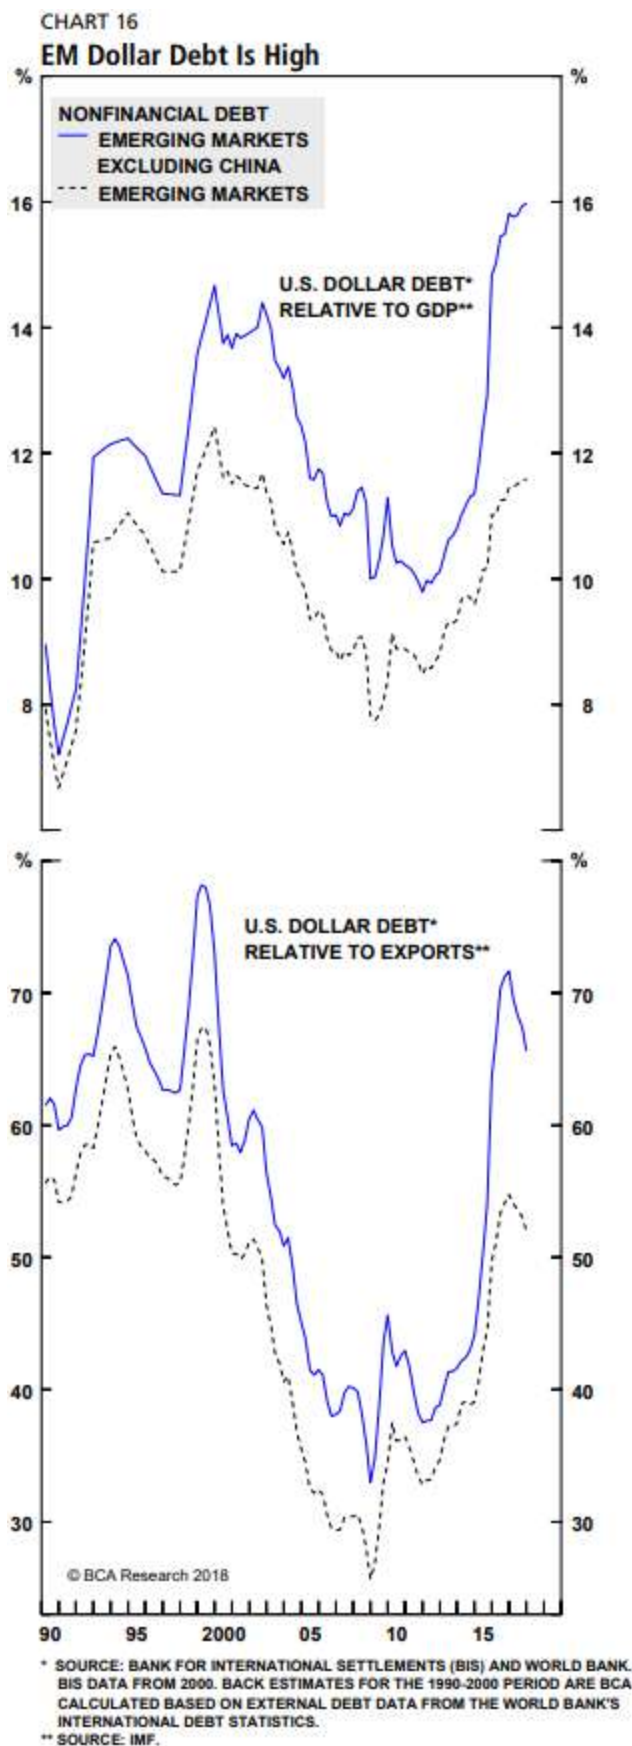 CHART 16
EM Dollar Debt Is High
% %
NONFINANCIAL DEBT
EMERGING MARKETS
EXCLUDING CHINA
EMERGING MARKETS
16 16
U.S. DOLLAR DEBT*
RELATIVE TO GDP**
14 14
12 12
10 10
8 8
% %
U.S. DOLLAR DEBT*
RELATIVE TO EXPORTS**
70 70
60 60
50 50
40 40
30 30
© BCA Research 2018
90 95 2000 05 10 15
* SOURCE: BANK FOR INTERNATIONAL SETTLEMENTS (BIS) AND WORLD BANK.
BIS DATA FROM 2000. BACK ESTIMATES FOR THE 1990-2000 PERIOD ARE BCA
CALCULATED BASED ON EXTERNAL DEBT DATA FROM THE WORLD BANK'S
INTERNATIONAL DEBT STATISTICS.
** SOURCE: IMF.